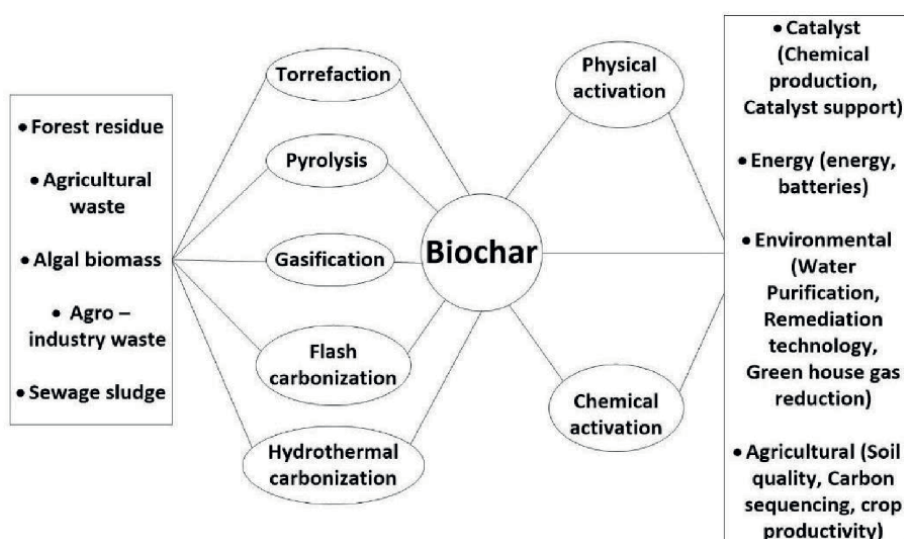 • Forest residue
• Agricultural
waste
• Algal biomass
• Agro –
industry waste
• Sewage sludge
Torrefaction
Pyrolysis
Gasification
Flash
carbonization
Hydrothermal
carbonization
Biochar
Physical
activation
Chemical
activation
• Catalyst
(Chemical
production,
Catalyst support)
• Energy (energy,
batteries)
• Environmental
(Water
Purification,
Remediation
technology,
Green house gas
reduction)
• Agricultural (Soil
quality, Carbon
sequencing, crop
productivity)